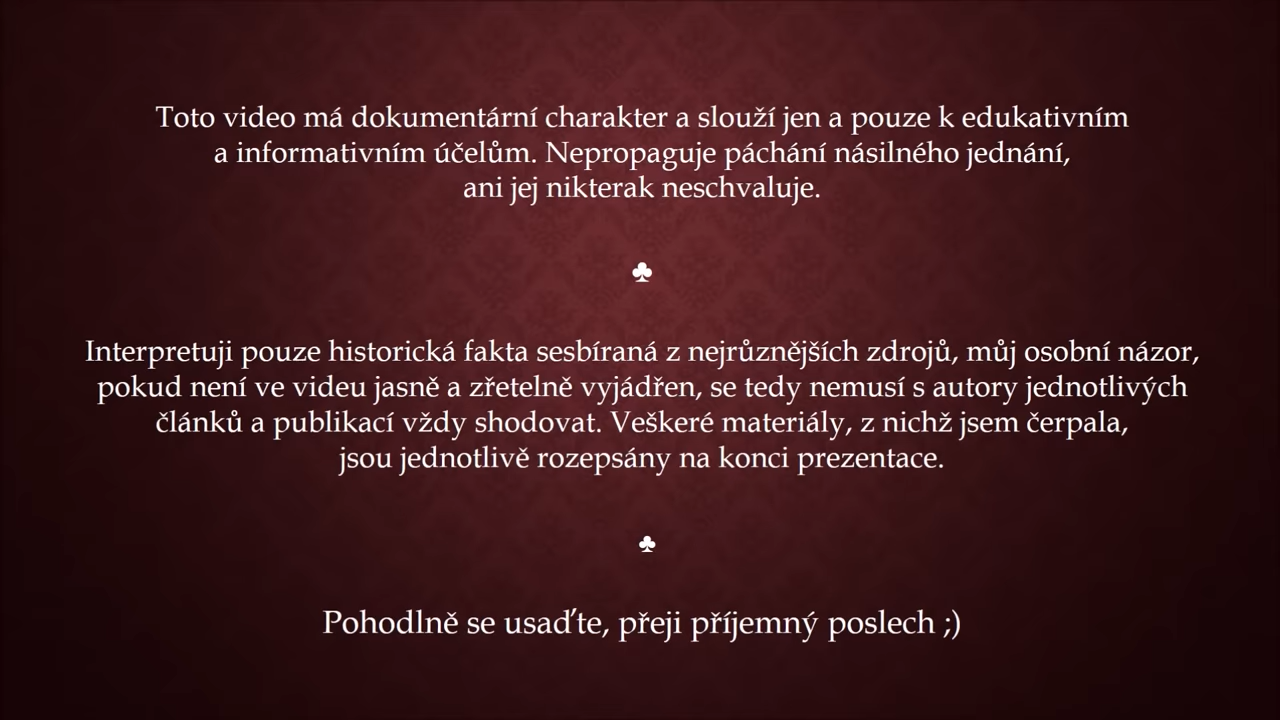 Toto video má dokumentární charakter a slouží jen a pouze k edukativním
a informativním účelům. Nepropaguje páchání násilného jednání,
ani jej nikterak neschvaluje.
♣
Interpretuji pouze historická fakta sesbíraná z nejrůznějších zdrojů, můj osobní názor,
pokud není ve videu jasně a zřetelně vyjádřen, se tedy nemusí s autory jednotlivých
článků a publikací vždy shodovat. Veškeré materiály, z nichž jsem čerpala,
jsou jednotlivě rozepsány na konci prezentace.
♣
Pohodlně se usaďte, přeji příjemný poslech ;)